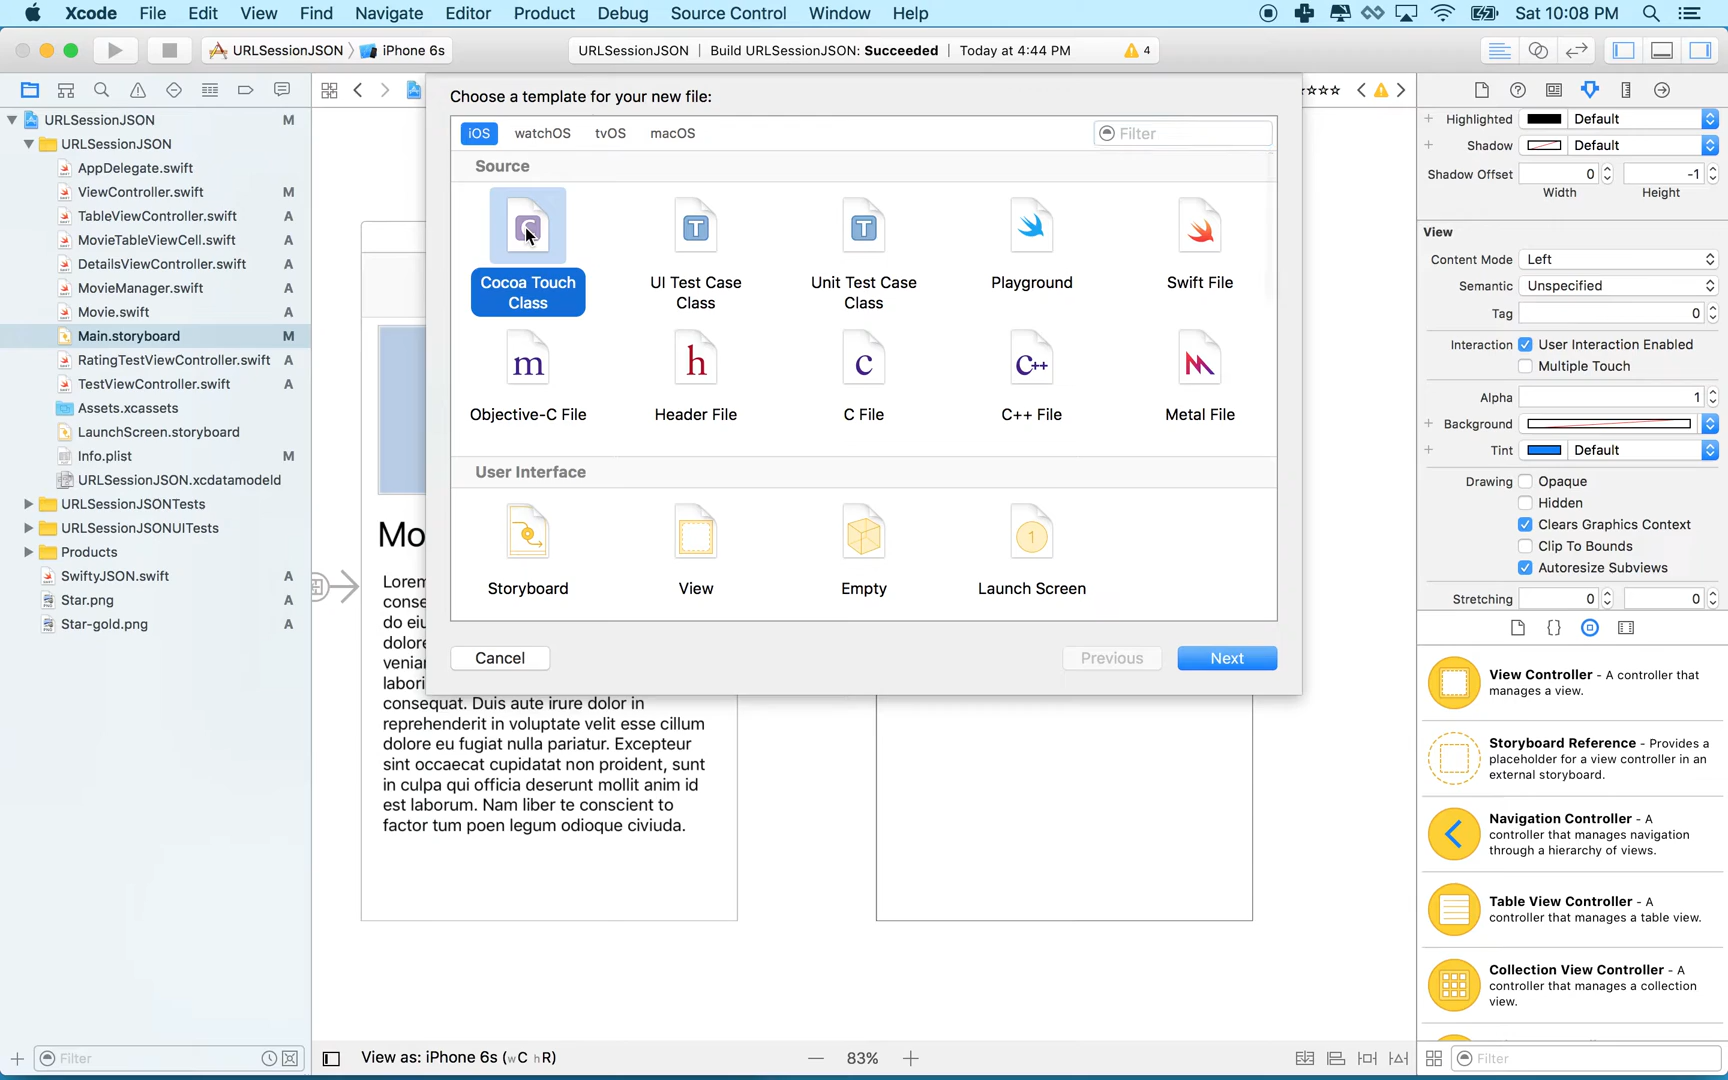 Xcode File Edit View Find Navigate Editor Product Debug Source Control Window Help Sat 10:08 PM
URLSessionJSON iPhone 6s URLSessionJSON | Build URLSessionJSON: Succeeded | Today at 4:44 PM 4
URLSessionJSON M
URLSessionJSON
AppDelegate.swift
ViewController.swift M
TableViewController.swift A
MovieTableViewCell.swift A
DetailsViewController.swift A
MovieManager.swift A
Movie.swift A
Main.storyboard M
RatingTestViewController.swift A
TestViewController.swift A
Assets.xcassets
LaunchScreen.storyboard
Info.plist M
URLSessionJSON.xcdatamodeld
URLSessionJSONTests
URLSessionJSONUITests
Products
SwiftyJSON.swift A
Star.png A
Star-gold.png A
Filter
Choose a template for your new file:
iOS watchOS tvOS macOS Filter
Source
Cocoa Touch
Class
UI Test Case
Class
Unit Test Case
Class
Playground
Swift File
Objective-C File
Header File
C File
C++ File
Metal File
User Interface
Storyboard
View
Empty
Launch Screen
Cancel Previous Next
Mo
Lorem
conse
do eiu
dolore
veniar
labori
consequat. Duis aute irure dolor in
reprehenderit in voluptate velit esse cillum
dolore eu fugiat nulla pariatur. Excepteur
sint occaecat cupidatat non proident, sunt
in culpa qui officia deserunt mollit anim id
est laborum. Nam liber te conscient to
factor tum poen legum odioque civiuda.
View as: iPhone 6s (wC hR) 83%
Highlighted Default
Shadow Default
Shadow Offset 0 -1
Width Height
View
Content Mode Left
Semantic Unspecified
Tag 0
Interaction User Interaction Enabled
Multiple Touch
Alpha 1
Background
Tint Default
Drawing Opaque
Hidden
Clears Graphics Context
Clip To Bounds
Autoresize Subviews
Stretching 0 0
View Controller - A controller that
manages a view.
Storyboard Reference - Provides a
placeholder for a view controller in an
external storyboard.
Navigation Controller - A
controller that manages navigation
through a hierarchy of views.
Table View Controller - A
controller that manages a table view.
Collection View Controller - A
controller that manages a collection
view.
Filter